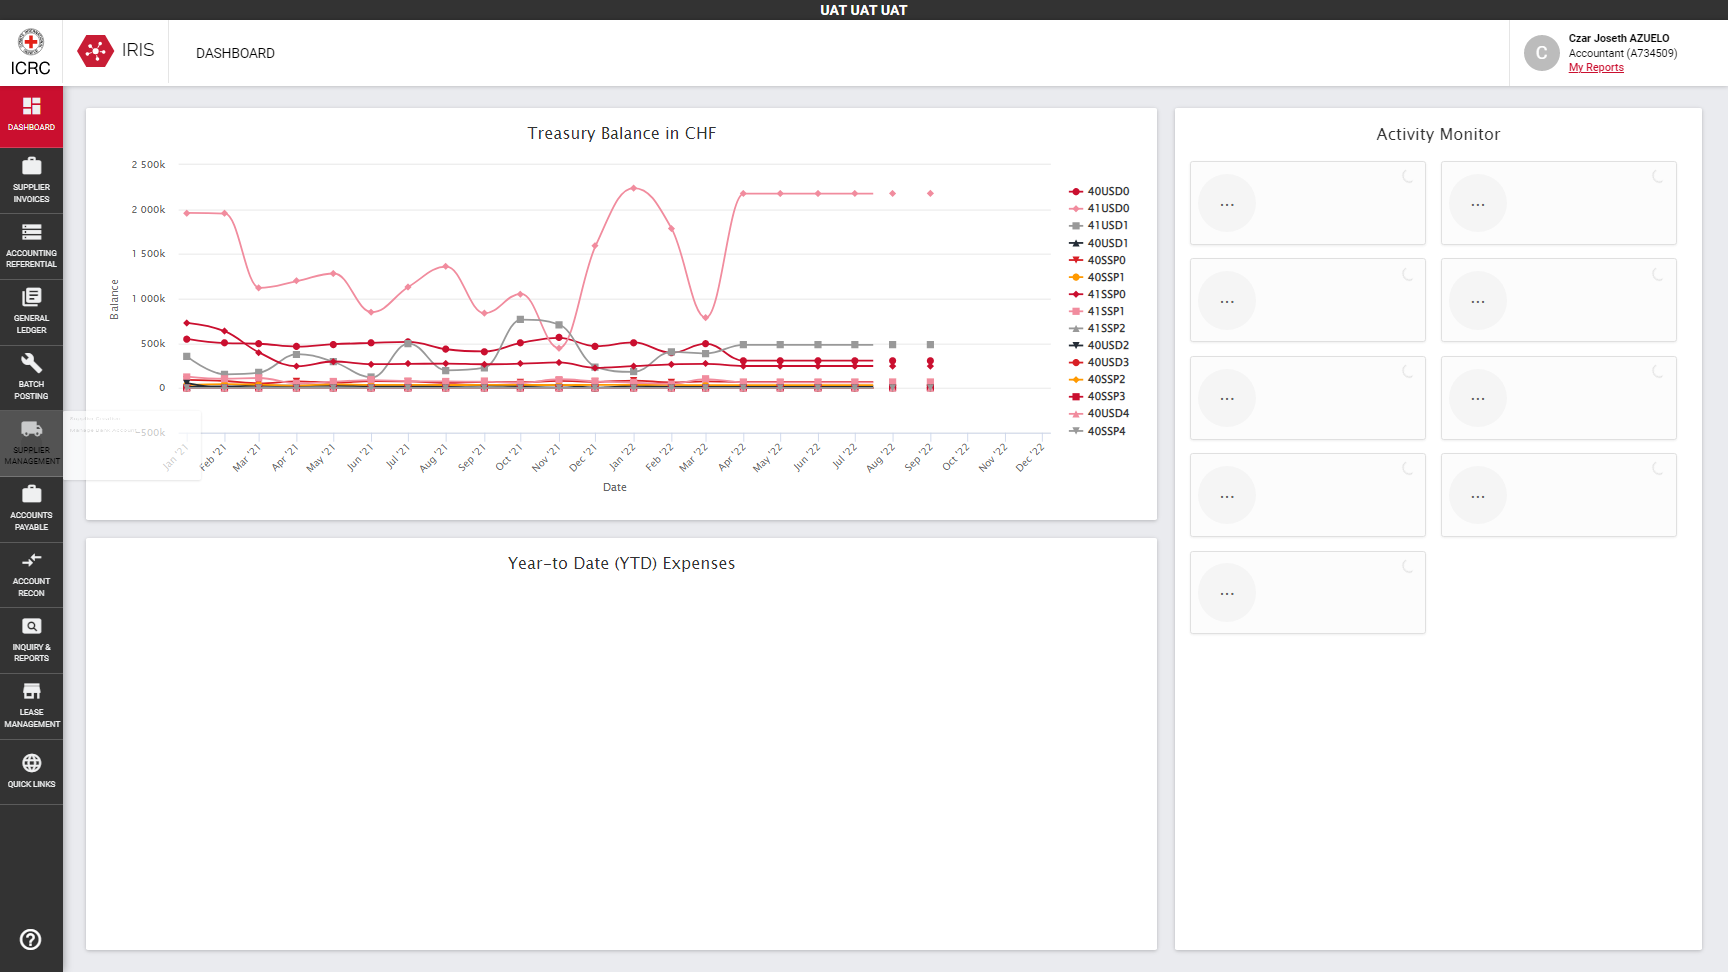 UAT UAT UAT
ICRC
IRIS
DASHBOARD
Czar Joseth AZUELO
Accountant (A734509)
My Reports
C
DASHBOARD
SUPPLIER
INVOICES
ACCOUNTING
REFERENTIAL
GENERAL
LEDGER
BATCH
POSTING
SUPPLIER
MANAGEMENT
ACCOUNTS
PAYABLE
ACCOUNT
RECON
INQUIRY &
REPORTS
LEASE
MANAGEMENT
QUICK LINKS
Treasury Balance in CHF
2 500k
2 000k
1 500k
1 000k
500k
0
-500k
Balance
Jan '21
Feb '21
Mar '21
Apr '21
May '21
Jun '21
Jul '21
Aug '21
Sep '21
Oct '21
Nov '21
Dec '21
Jan '22
Feb '22
Mar '22
Apr '22
May '22
Jun '22
Jul '22
Aug '22
Sep '22
Oct '22
Nov '22
Dec '22
Date
40USD0
41USD0
41USD1
40USD1
40SSP0
40SSP1
41SSP0
41SSP1
41SSP2
40USD2
40USD3
40SSP2
40SSP3
40USD4
40SSP4
Year-to Date (YTD) Expenses
Activity Monitor
... ...
... ...
... ...
... ...
...